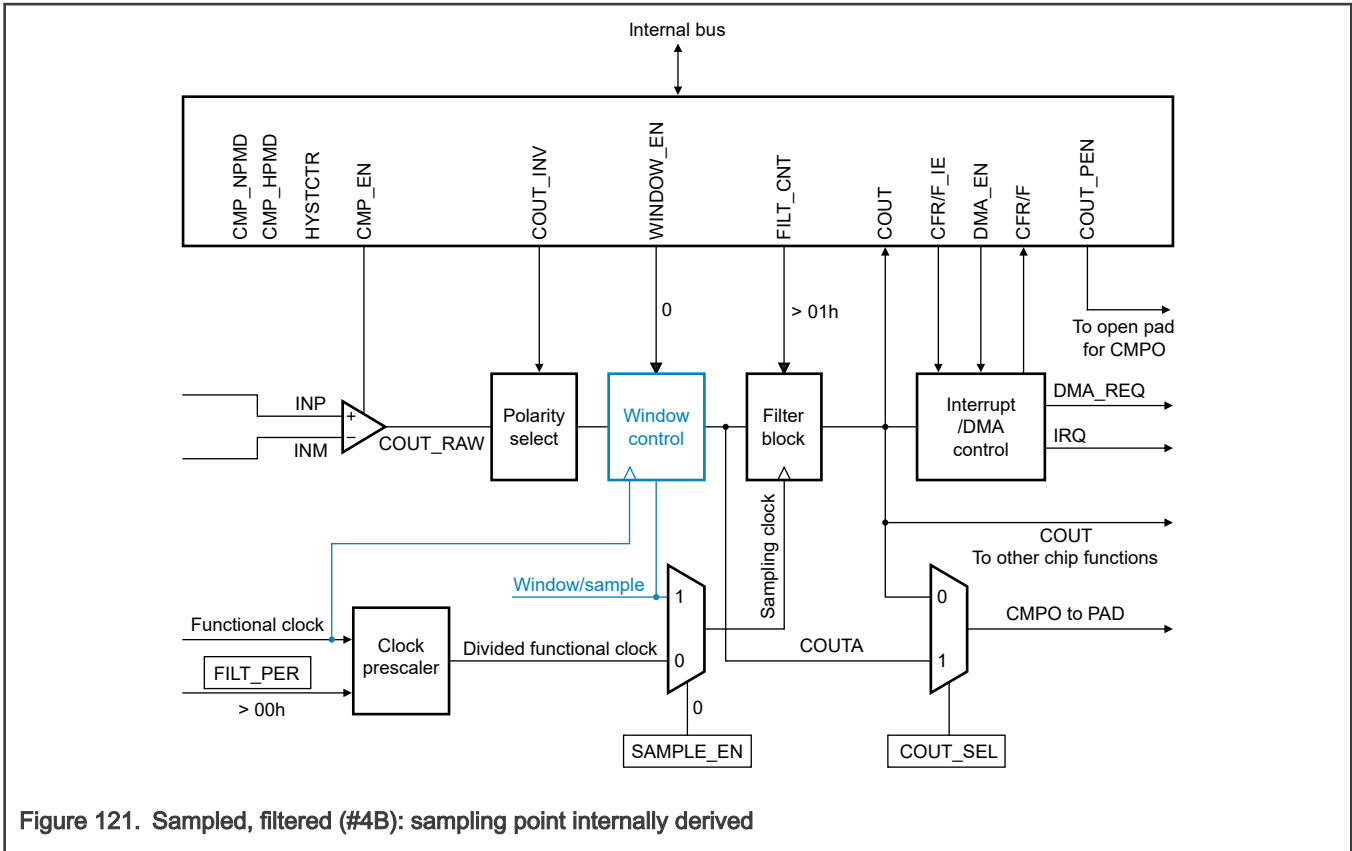 Internal bus
CMP_NPMD
CMP_HPMD
HYSTCTR
CMP_EN
COUT_INV
WINDOW_EN
FILT_CNT
COUT
CFR/F_IE
DMA_EN
CFR/F
COUT_PEN
0
> 01h
To open pad
for CMPO
INP
+
−
INM
COUT_RAW
Polarity
select
Window
control
Filter
block
Interrupt
/DMA
control
DMA_REQ
IRQ
COUT
To other chip functions
Window/sample
1
0
Sampling clock
Functional clock
FILT_PER
> 00h
Clock
prescaler
Divided functional clock
0
SAMPLE_EN
COUTA
0
1
CMPO to PAD
COUT_SEL
Figure 121. Sampled, filtered (#4B): sampling point internally derived